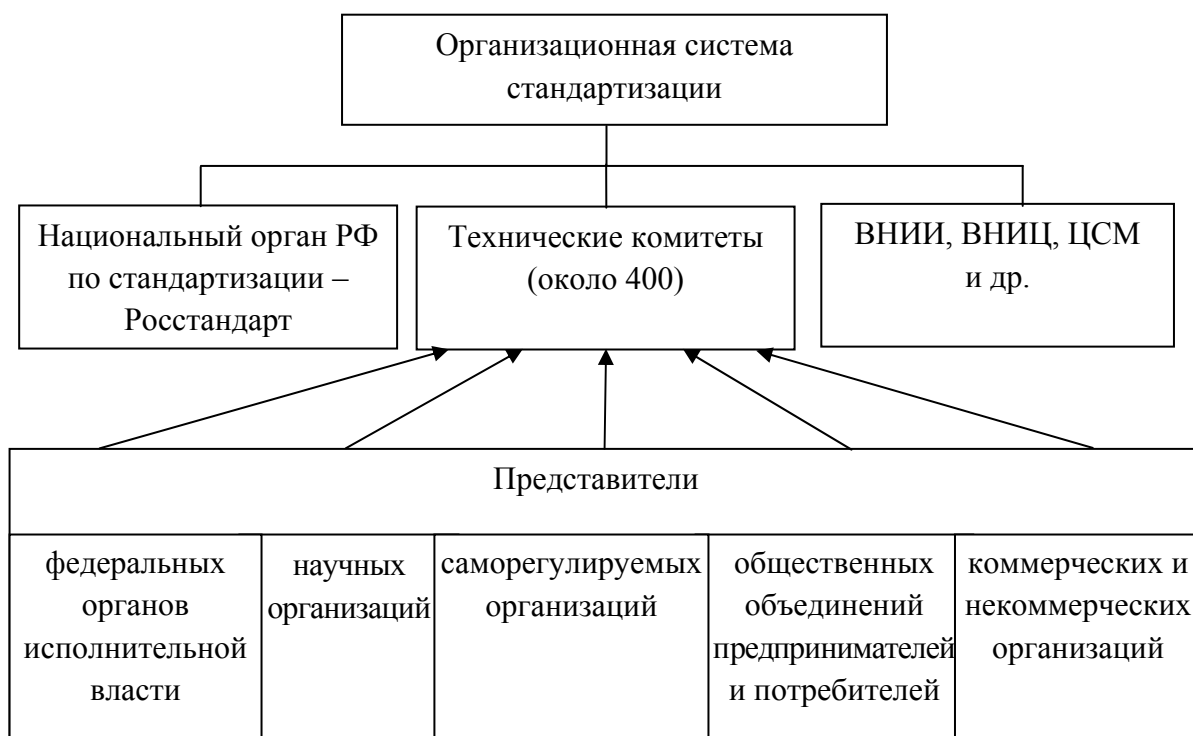 Организационная система
стандартизации
Национальный орган РФ
по стандартизации –
Росстандарт
Технические комитеты
(около 400)
ВНИИ, ВНИЦ, ЦСМ
и др.
Представители
федеральных
органов
исполнительной
власти
научных
организаций
саморегулируемых
организаций
общественных
объединений
предпринимателей
и потребителей
коммерческих и
некоммерческих
организаций